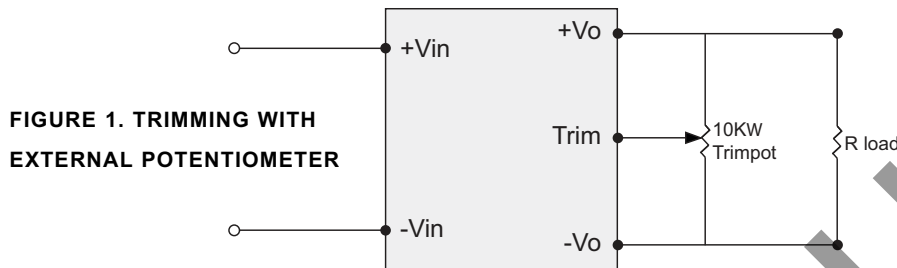 +Vin
+Vo
FIGURE 1. TRIMMING WITH
EXTERNAL POTENTIOMETER
Trim
10KW
Trimpot
R load
-Vin
-Vo